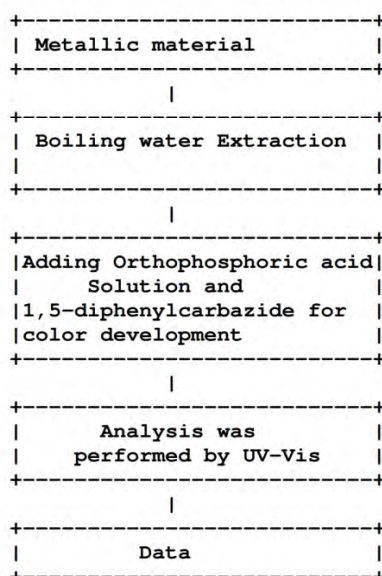 +----------------------------+
| Metallic material |
+----------------------------+
|
+----------------------------+
| Boiling water Extraction |
| |
+----------------------------+
|
+----------------------------+
|Adding Orthophosphoric acid|
| Solution and |
|1,5-diphenylcarbazide for |
|color development |
+----------------------------+
|
+----------------------------+
| Analysis was |
| performed by UV-Vis |
+----------------------------+
|
+----------------------------+
| Data |
+----------------------------+